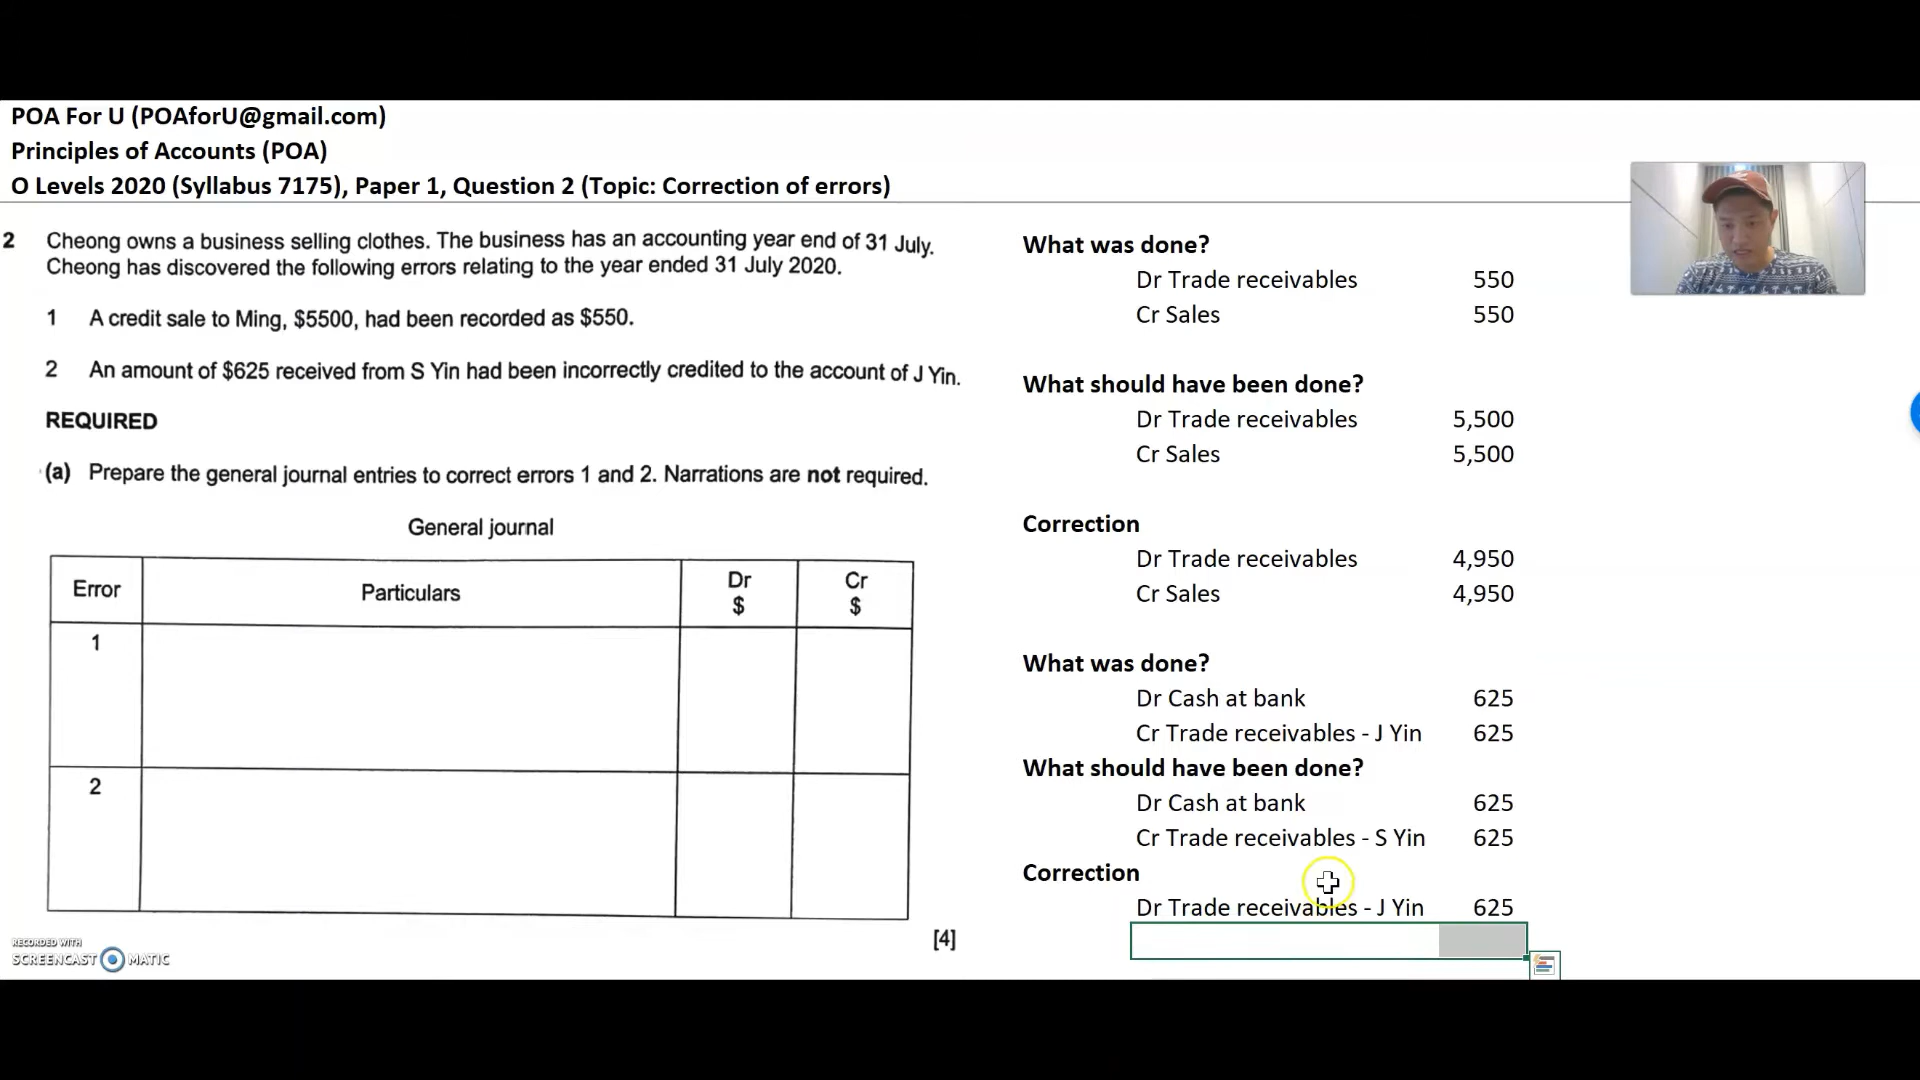 POA For U (POAforU@gmail.com)
Principles of Accounts (POA)
O Levels 2020 (Syllabus 7175), Paper 1, Question 2 (Topic: Correction of errors)
2 Cheong owns a business selling clothes. The business has an accounting year end of 31 July.
Cheong has discovered the following errors relating to the year ended 31 July 2020.
1 A credit sale to Ming, $5500, had been recorded as $550.
2 An amount of $625 received from S Yin had been incorrectly credited to the account of J Yin.
REQUIRED
(a) Prepare the general journal entries to correct errors 1 and 2. Narrations are not required.
General journal
Error Particulars Dr $ Cr $
1
2
[4]
RECORDED WITH
SCREENCAST MATIC
What was done?
Dr Trade receivables 550
Cr Sales 550
What should have been done?
Dr Trade receivables 5,500
Cr Sales 5,500
Correction
Dr Trade receivables 4,950
Cr Sales 4,950
What was done?
Dr Cash at bank 625
Cr Trade receivables - J Yin 625
What should have been done?
Dr Cash at bank 625
Cr Trade receivables - S Yin 625
Correction
Dr Trade receivables - J Yin 625